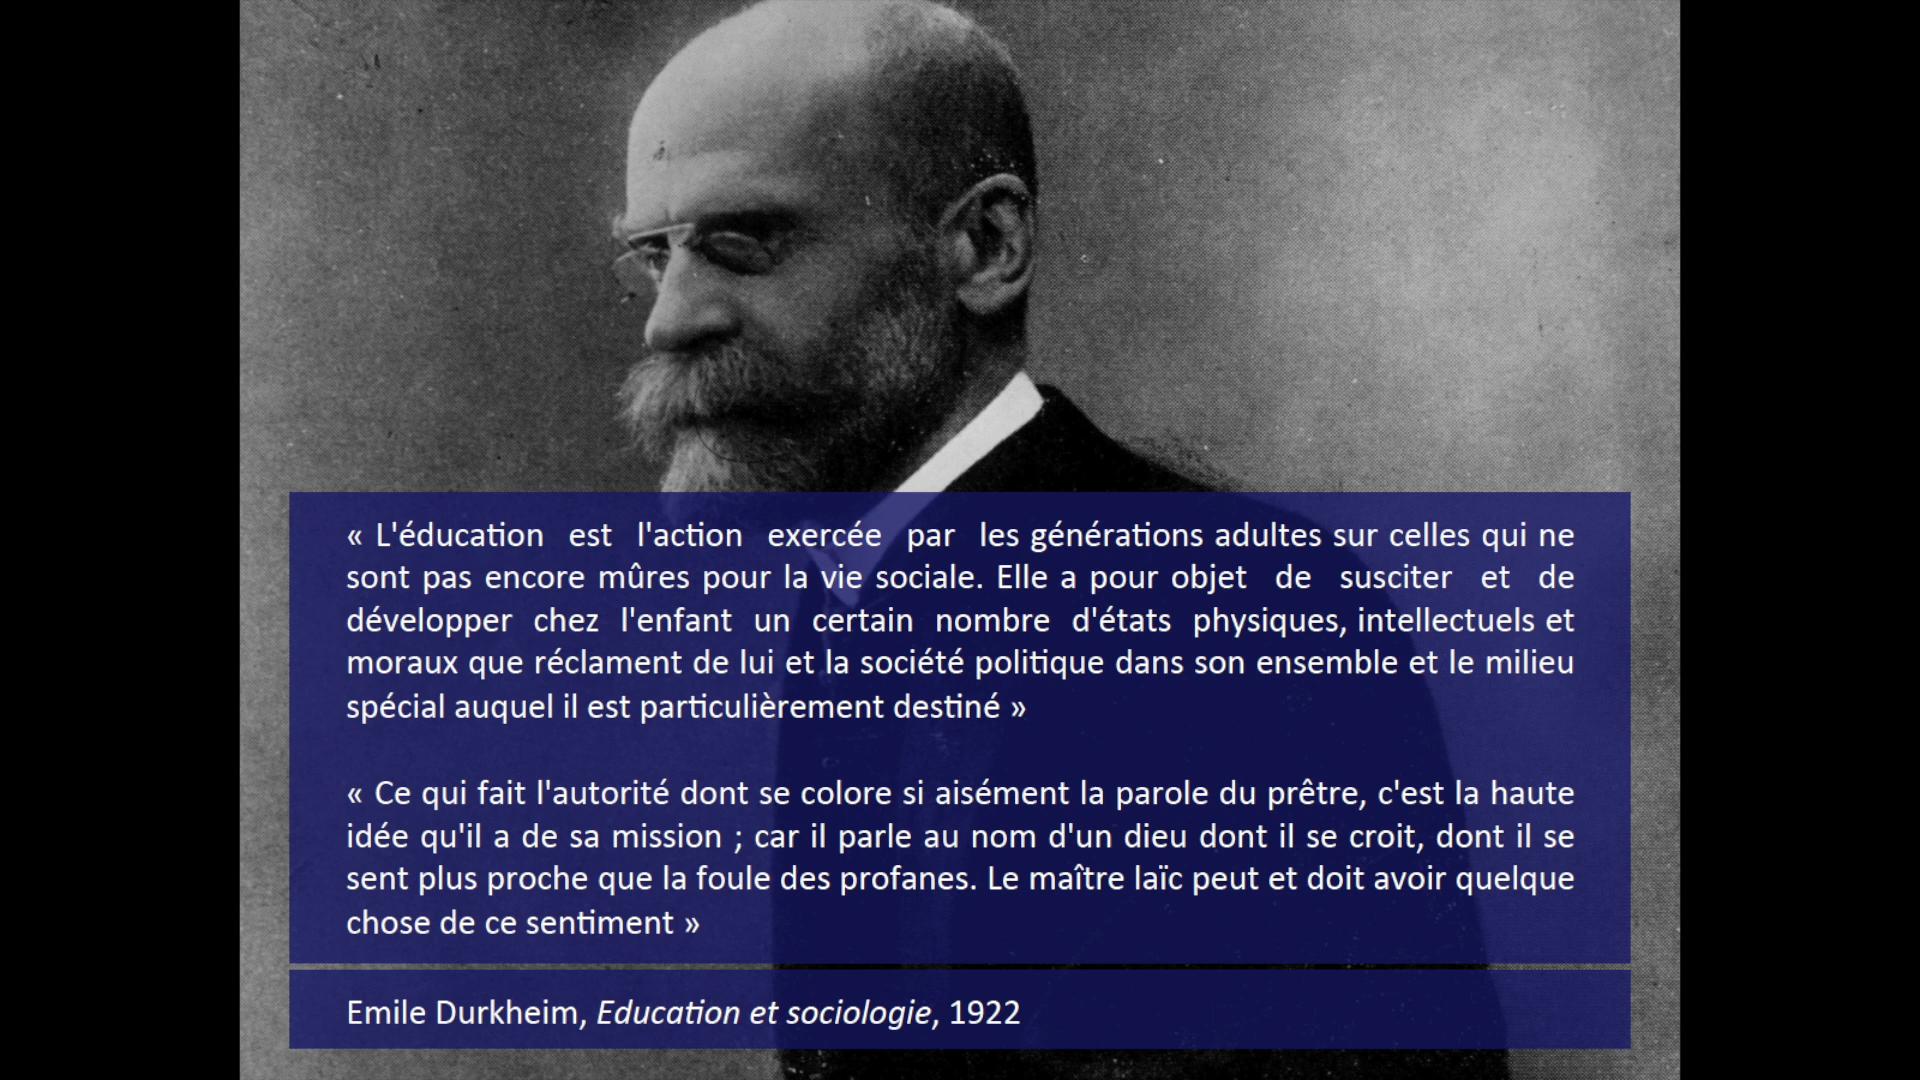 « L'éducation est l'action exercée par les générations adultes sur celles qui ne
sont pas encore mûres pour la vie sociale. Elle a pour objet de susciter et de
développer chez l'enfant un certain nombre d'états physiques, intellectuels et
moraux que réclament de lui et la société politique dans son ensemble et le milieu
spécial auquel il est particulièrement destiné »
« Ce qui fait l'autorité dont se colore si aisément la parole du prêtre, c'est la haute
idée qu'il a de sa mission ; car il parle au nom d'un dieu dont il se croit, dont il se
sent plus proche que la foule des profanes. Le maître laïc peut et doit avoir quelque
chose de ce sentiment »
Emile Durkheim, Education et sociologie, 1922